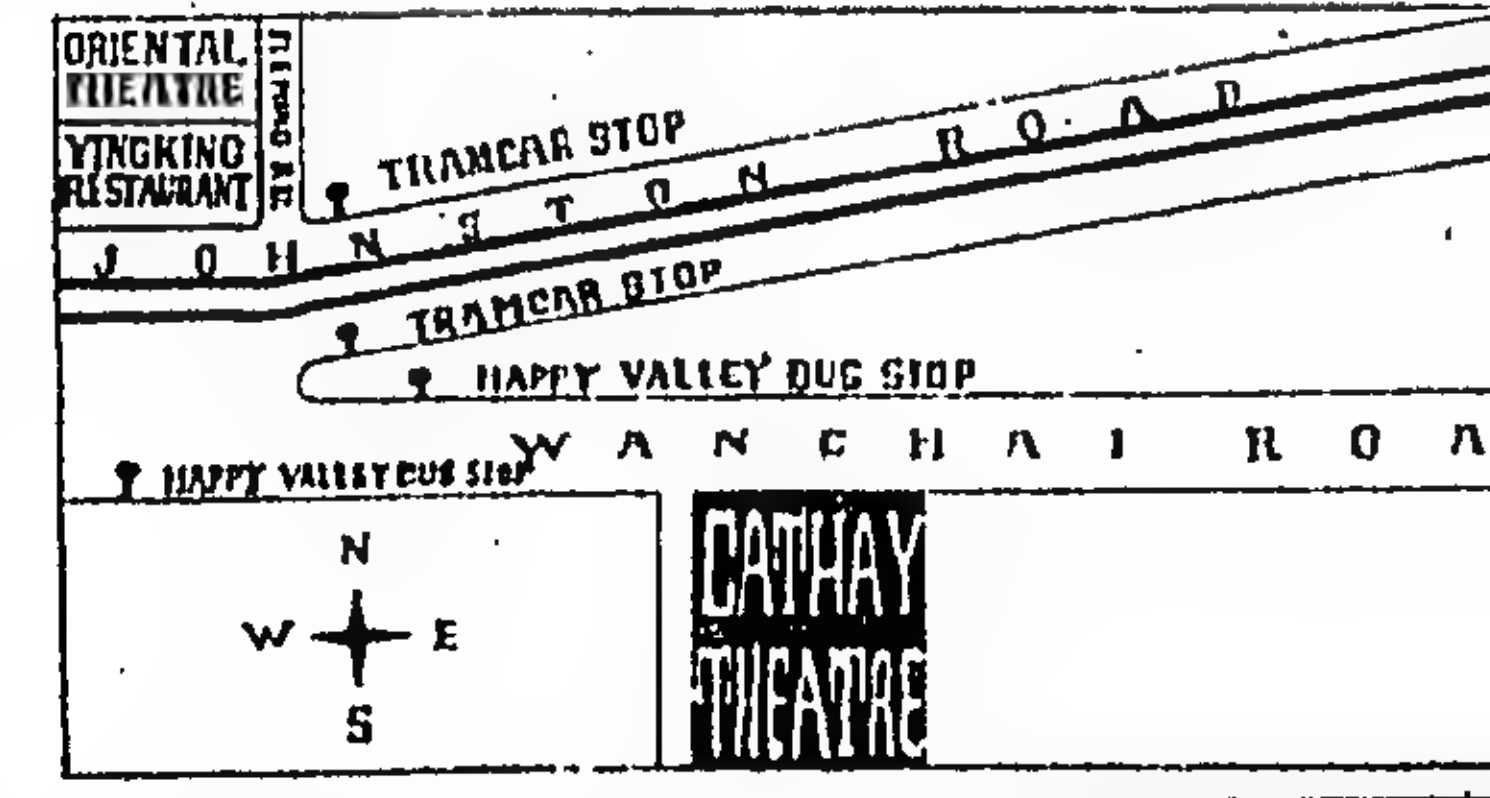 ORIENTAL
THEATRE
YINGKING
RESTAURANT
TRAMCAR STOP
JOHNSTON ROAD
TRAMCAR STOP
HAPPY VALLEY BUS STOP
WANCHAI ROA
HAPPY VALLEY BUS STOP
N
W E
S
CATHAY
THEATRE